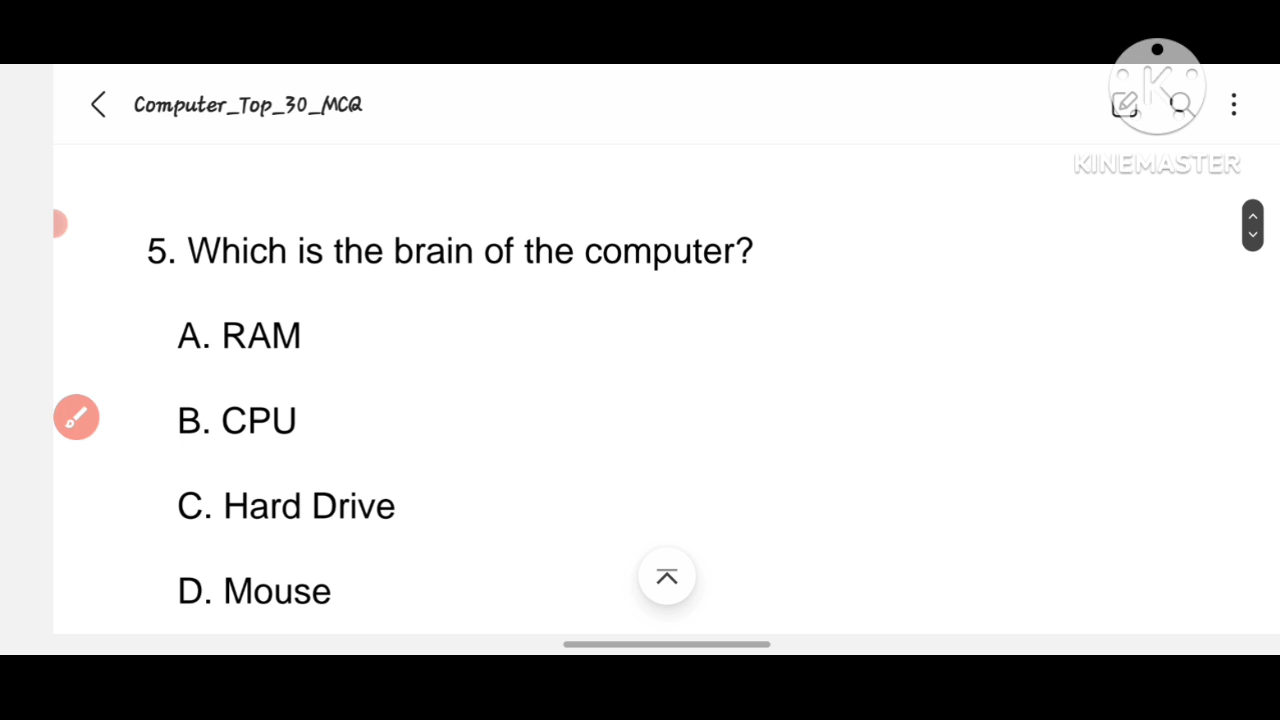 Computer_Top_30_MCQ
KINEMASTER
5. Which is the brain of the computer?
A. RAM
B. CPU
C. Hard Drive
D. Mouse